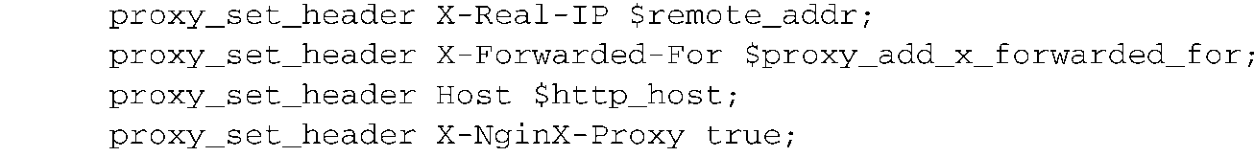 proxy_set_header X-Real-IP $remote_addr;
proxy_set_header X-Forwarded-For $proxy_add_x_forwarded_for;
proxy_set_header Host $http_host;
proxy_set_header X-NginX-Proxy true;